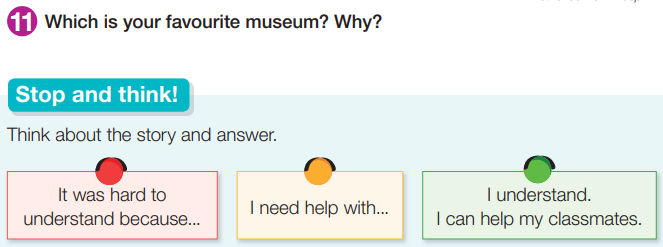 11 Which is your favourite museum? Why?
Stop and think!
Think about the story and answer.
It was hard to
understand because...
I need help with...
I understand.
I can help my classmates.